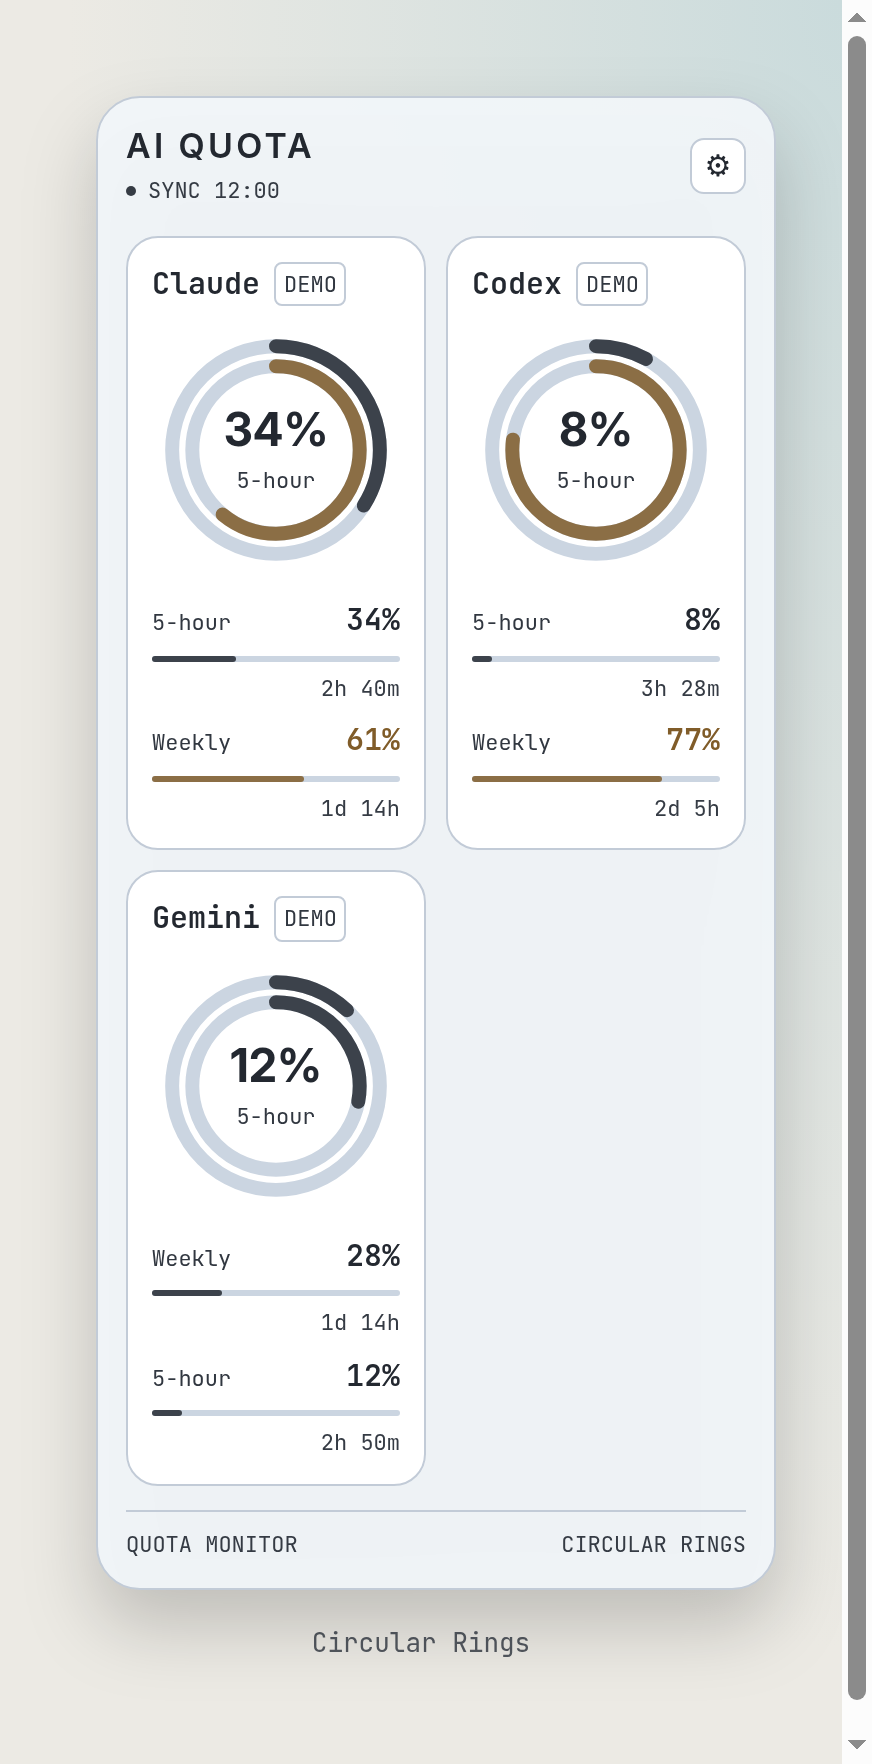 AI QUOTA
SYNC 12:00
Claude DEMO
34%
5-hour
5-hour 34%
2h 40m
Weekly 61%
1d 14h
Codex DEMO
8%
5-hour
5-hour 8%
3h 28m
Weekly 77%
2d 5h
Gemini DEMO
12%
5-hour
Weekly 28%
1d 14h
5-hour 12%
2h 50m
QUOTA MONITOR CIRCULAR RINGS
Circular Rings